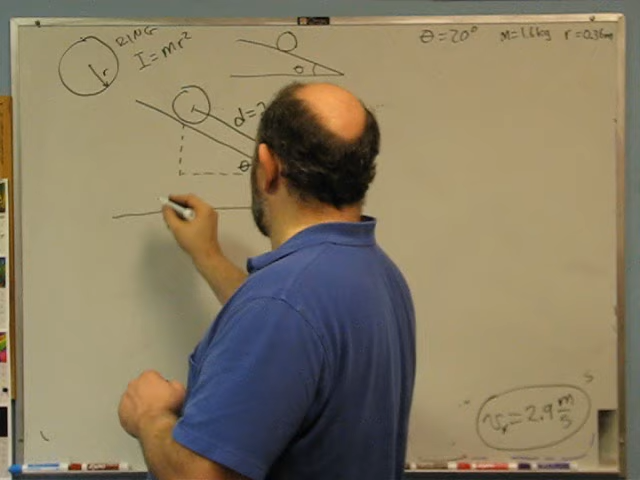 RING
I=mr²
r
θ
θ=20° M=1.6kg r=0.36m
d=
θ
v = 2.9 m/s